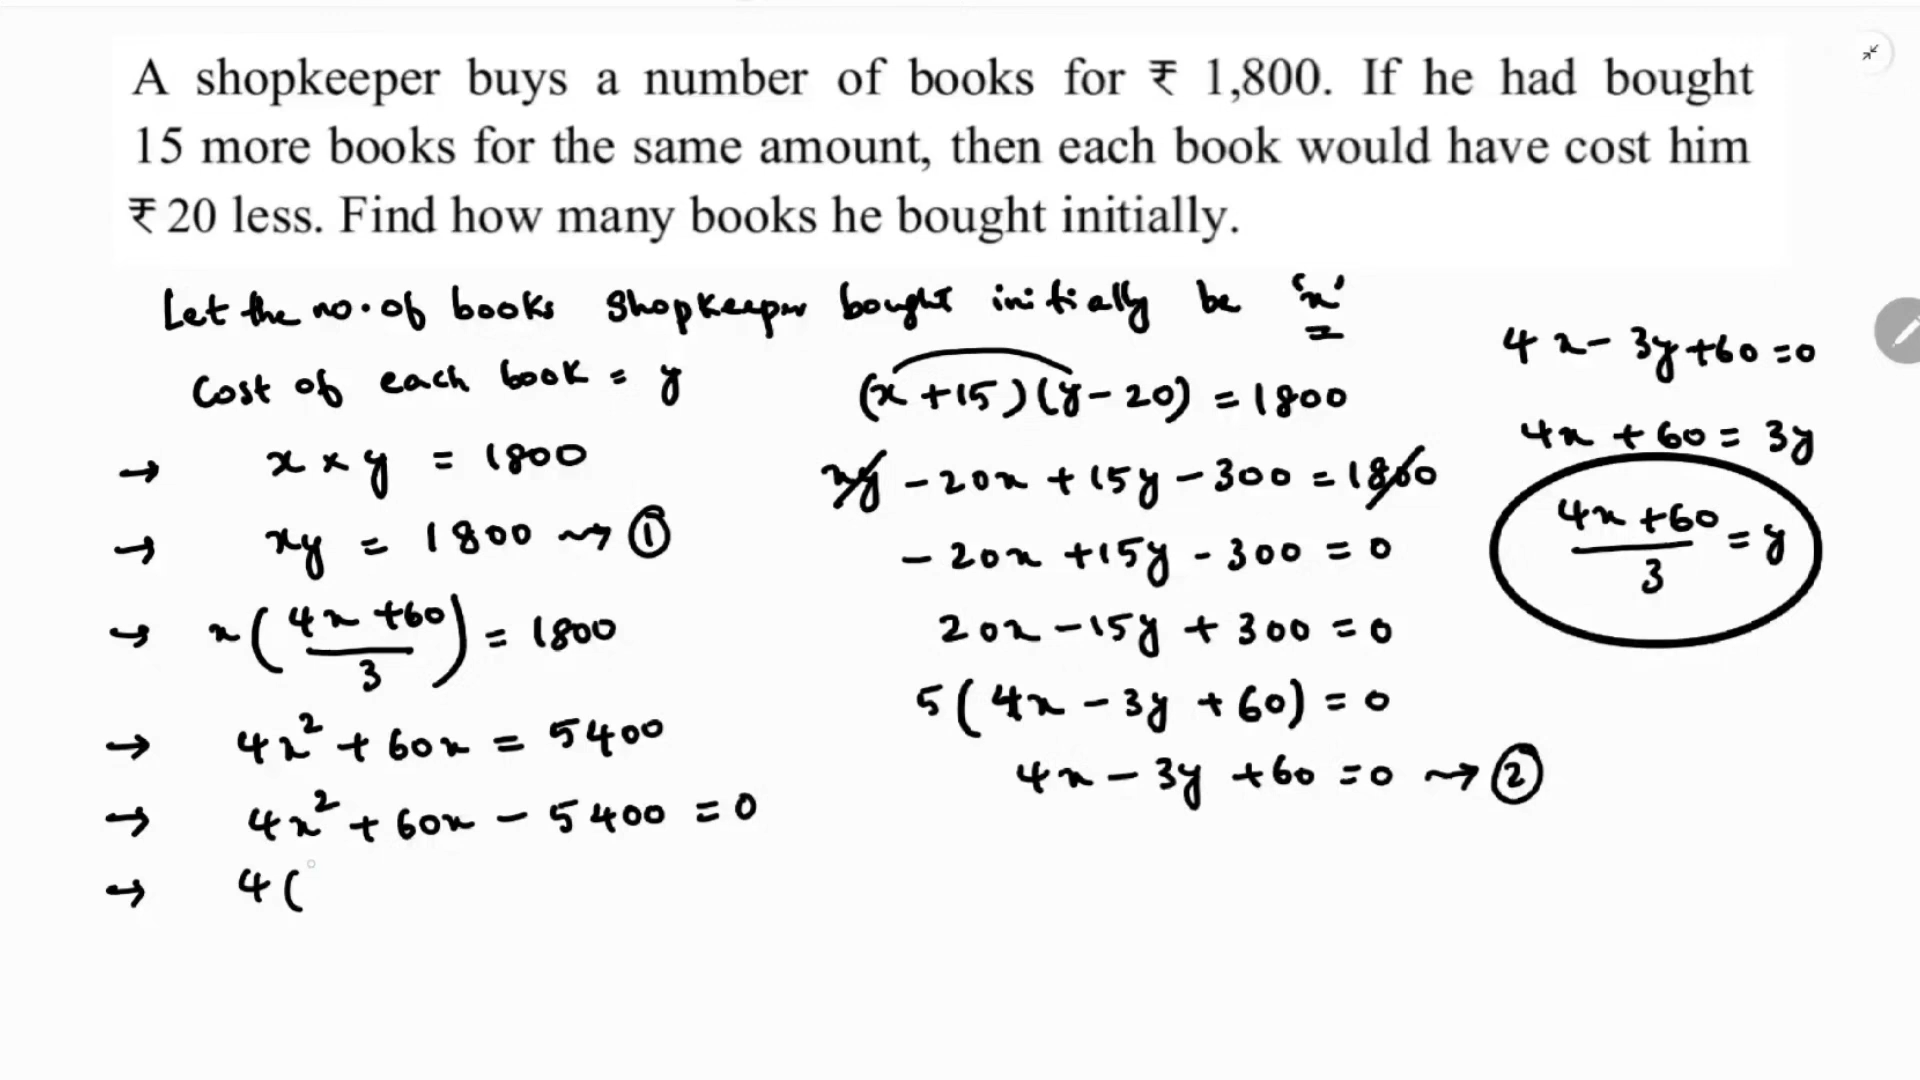 A shopkeeper buys a number of books for ₹ 1,800. If he had bought
15 more books for the same amount, then each book would have cost him
₹ 20 less. Find how many books he bought initially.
Let the no. of books shopkeeper bought initially be 'x'
Cost of each book = y
→ x × y = 1800
→ xy = 1800 ⇝ ①
→ x(4x +60/3) = 1800
→ 4x² + 60x = 5400
→ 4x² + 60x − 5400 = 0
→ 4(
(x +15)(y − 20) = 1800
xy − 20x + 15y − 300 = 1800
− 20x +15y − 300 = 0
20x − 15y + 300 = 0
5(4x − 3y + 60) = 0
4x − 3y +60 = 0 ⇝ ②
4x − 3y +60 = 0
4x + 60 = 3y
4x +60/3 = y